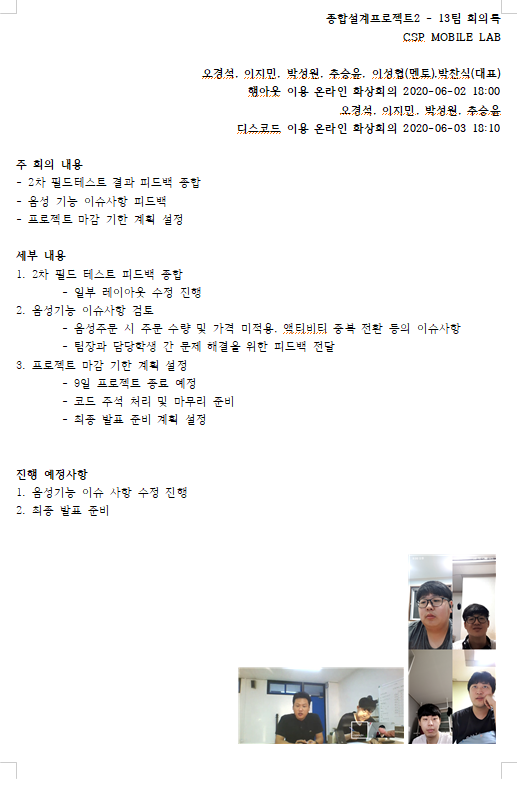 종합설계프로젝트2 - 13팀 회의록
CSP MOBILE LAB
오경석, 이지민, 박성원, 추승윤, 이성협(멘토),박찬식(대표)
행아웃 이용 온라인 화상회의 2020-06-02 18:00
오경석, 이지민, 박성원, 추승윤
디스코드 이용 온라인 화상회의 2020-06-03 18:10
주 회의 내용
- 2차 필드테스트 결과 피드백 종합
- 음성 기능 이슈사항 피드백
- 프로젝트 마감 기한 계획 설정
세부 내용
1. 2차 필드 테스트 피드백 종합
- 일부 레이아웃 수정 진행
2. 음성기능 이슈사항 검토
- 음성주문 시 주문 수량 및 가격 미적용, 액티비티 중복 전환 등의 이슈사항
- 팀장과 담당학생 간 문제 해결을 위한 피드백 전달
3. 프로젝트 마감 기한 계획 설정
- 9일 프로젝트 종료 예정
- 코드 주석 처리 및 마무리 준비
- 최종 발표 준비 계획 설정
진행 예정사항
1. 음성기능 이슈 사항 수정 진행
2. 최종 발표 준비